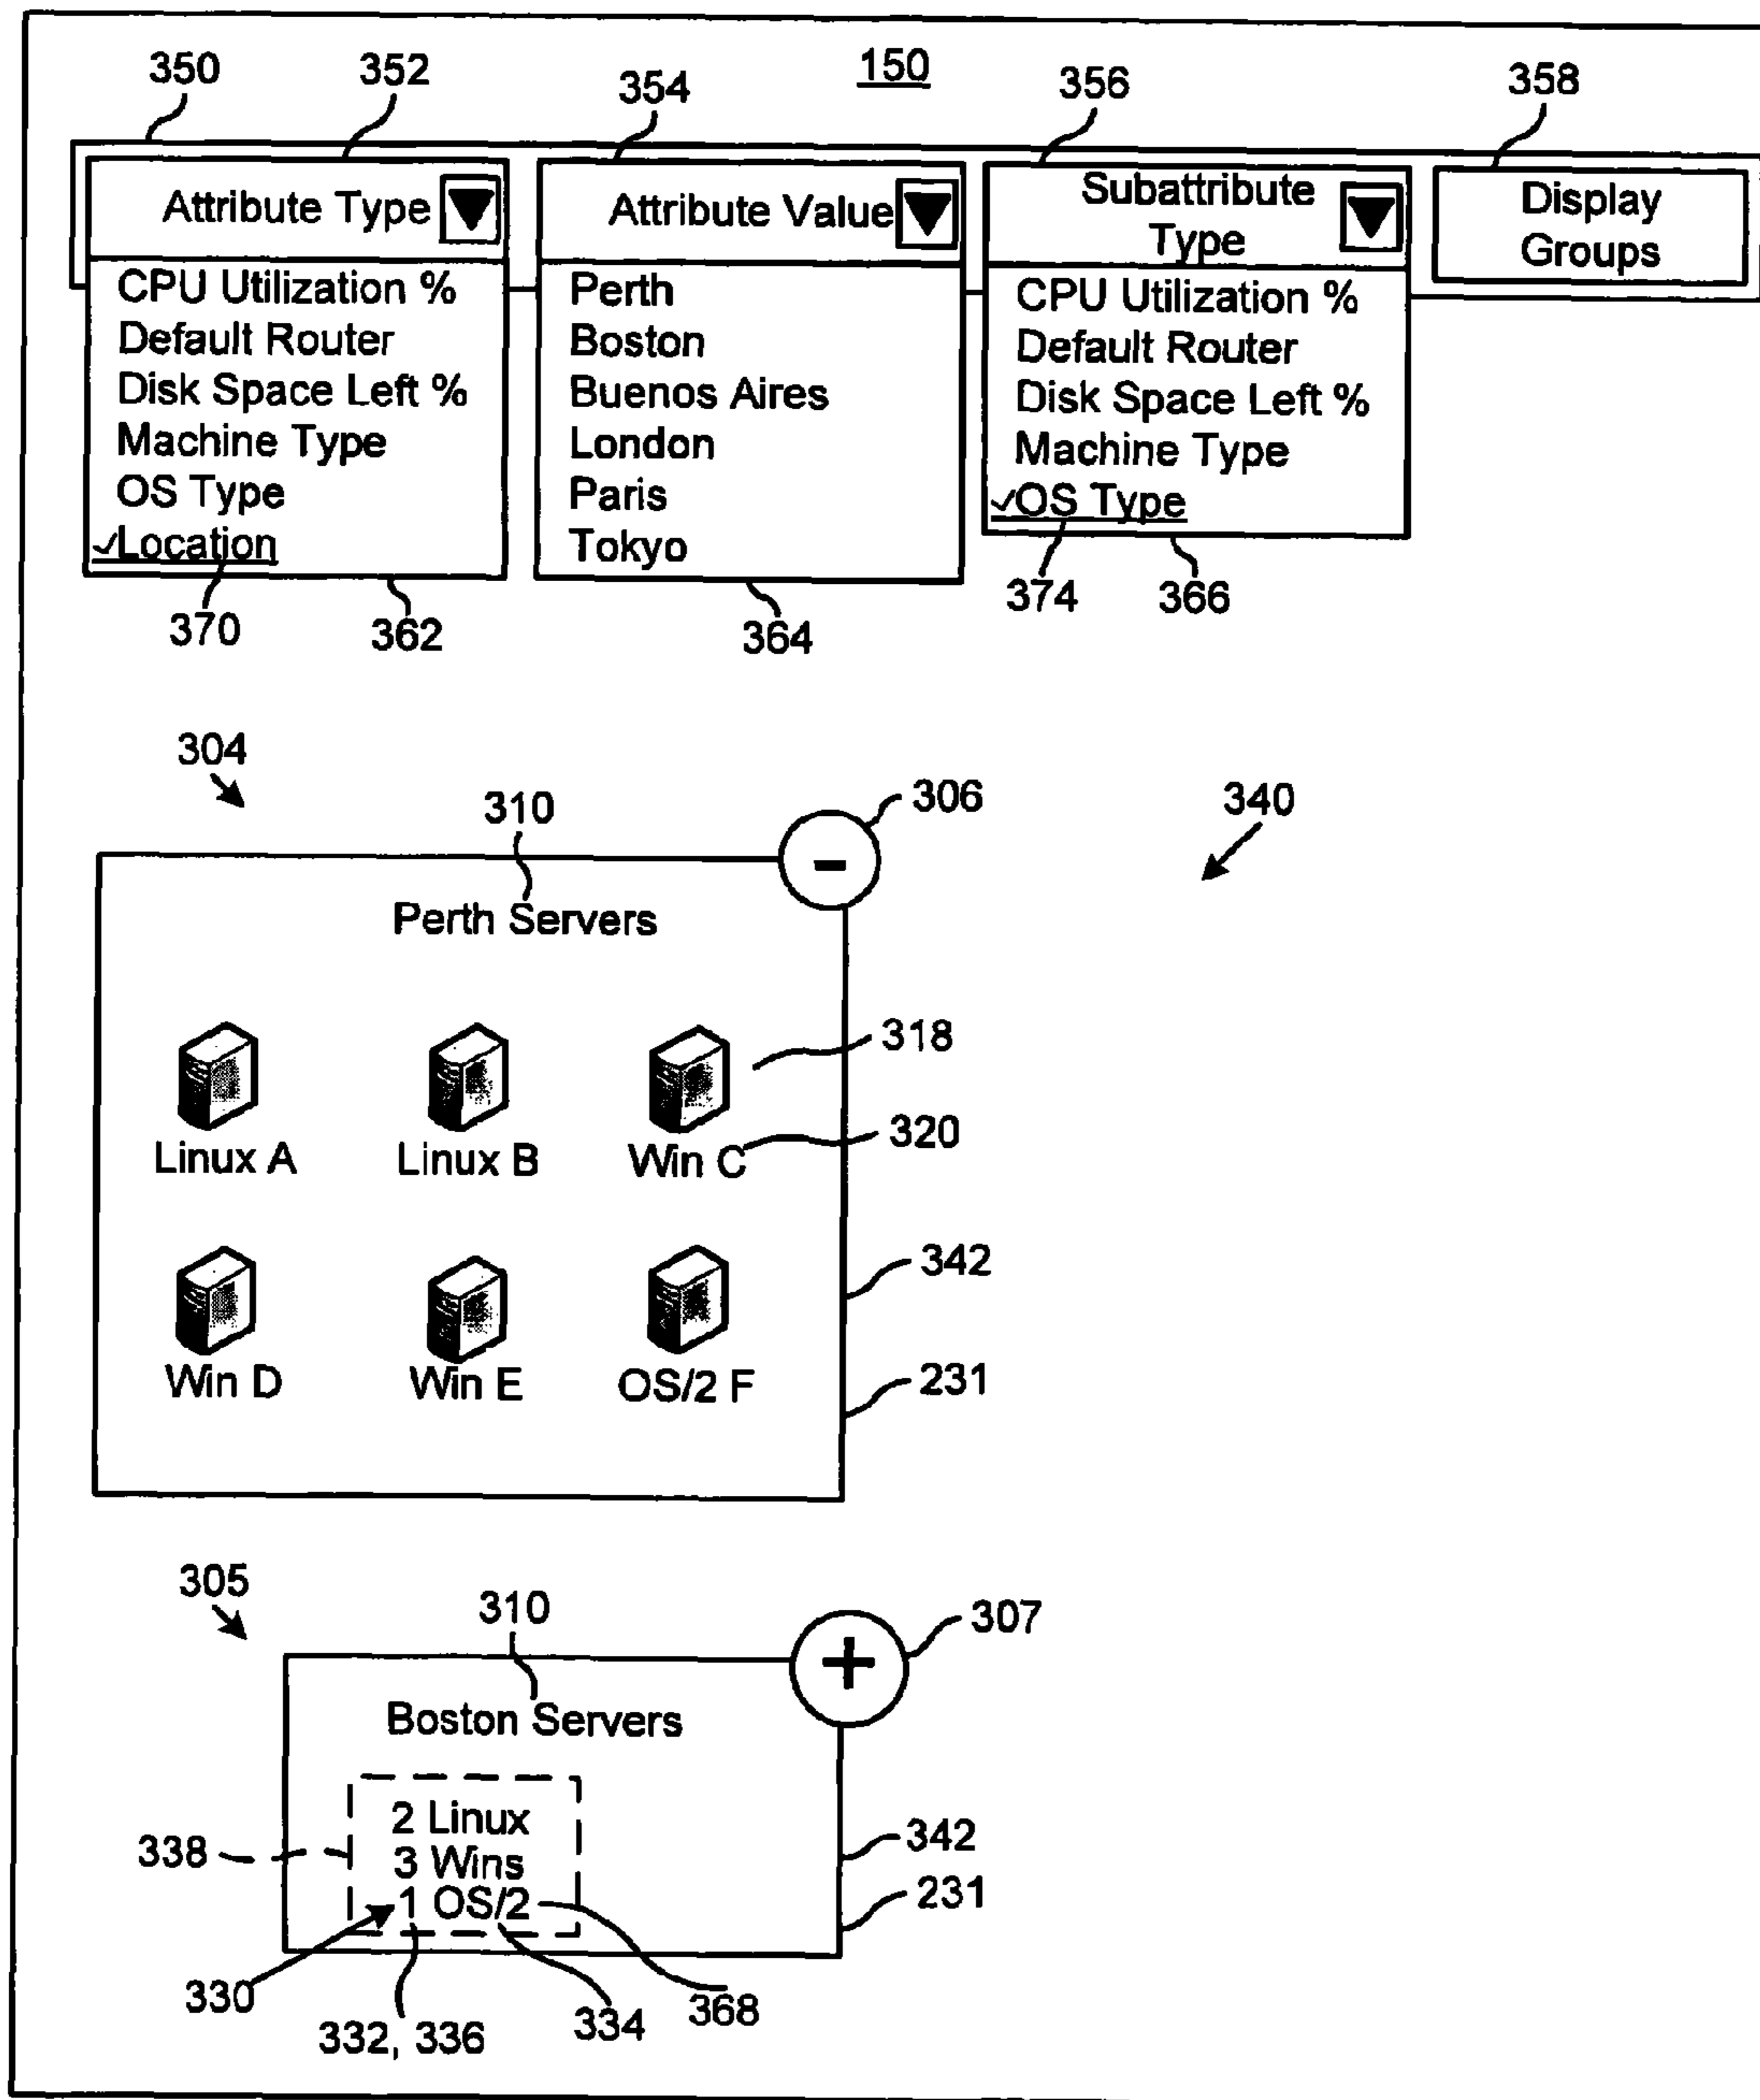 150
350
352
354
356
358
Attribute Type
Attribute Value
Subattribute
Type
Display
Groups
CPU Utilization %
Default Router
Disk Space Left %
Machine Type
OS Type
✓Location
Perth
Boston
Buenos Aires
London
Paris
Tokyo
CPU Utilization %
Default Router
Disk Space Left %
Machine Type
✓OS Type
370
362
364
374
366
304
310
306
340
Perth Servers
318
320
Linux A
Linux B
Win C
342
Win D
Win E
OS/2 F
231
305
310
307
Boston Servers
2 Linux
3 Wins
1 OS/2
338
342
231
330
332, 336
334
368